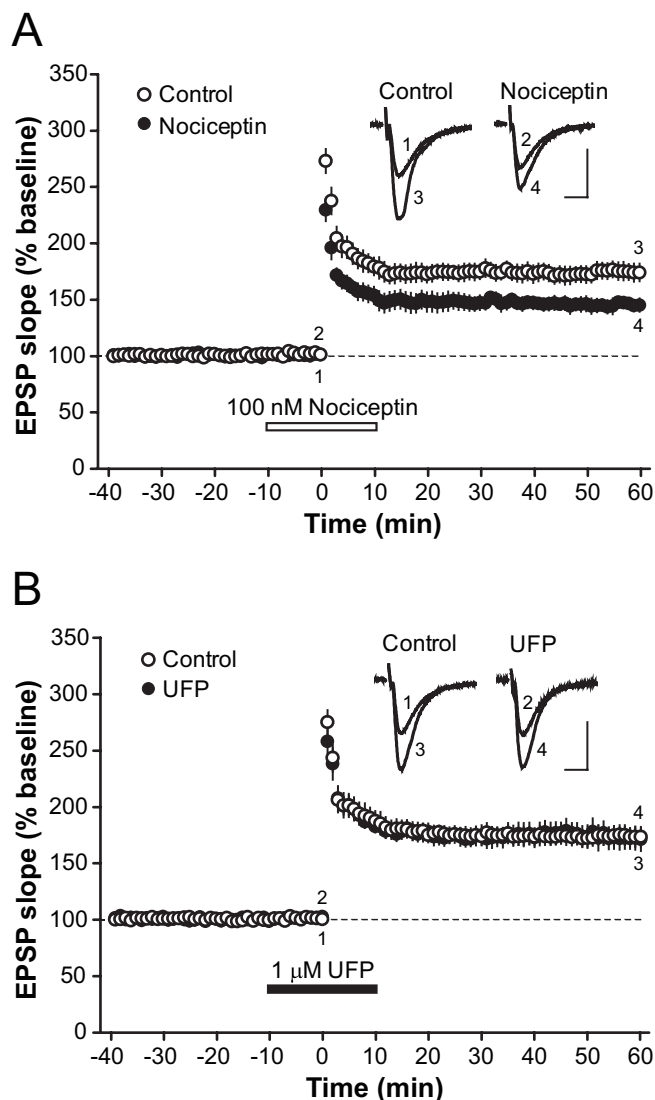 A
350
300
250
200
150
100
50
0
EPSP slope (% baseline)
Control
Nociceptin
Control
Nociceptin
1
3
2
4
3
4
2
1
100 nM Nociceptin
-40 -30 -20 -10 0 10 20 30 40 50 60
Time (min)
B
350
300
250
200
150
100
50
0
EPSP slope (% baseline)
Control
UFP
Control
UFP
1
3
2
4
4
3
2
1
1 μM UFP
-40 -30 -20 -10 0 10 20 30 40 50 60
Time (min)